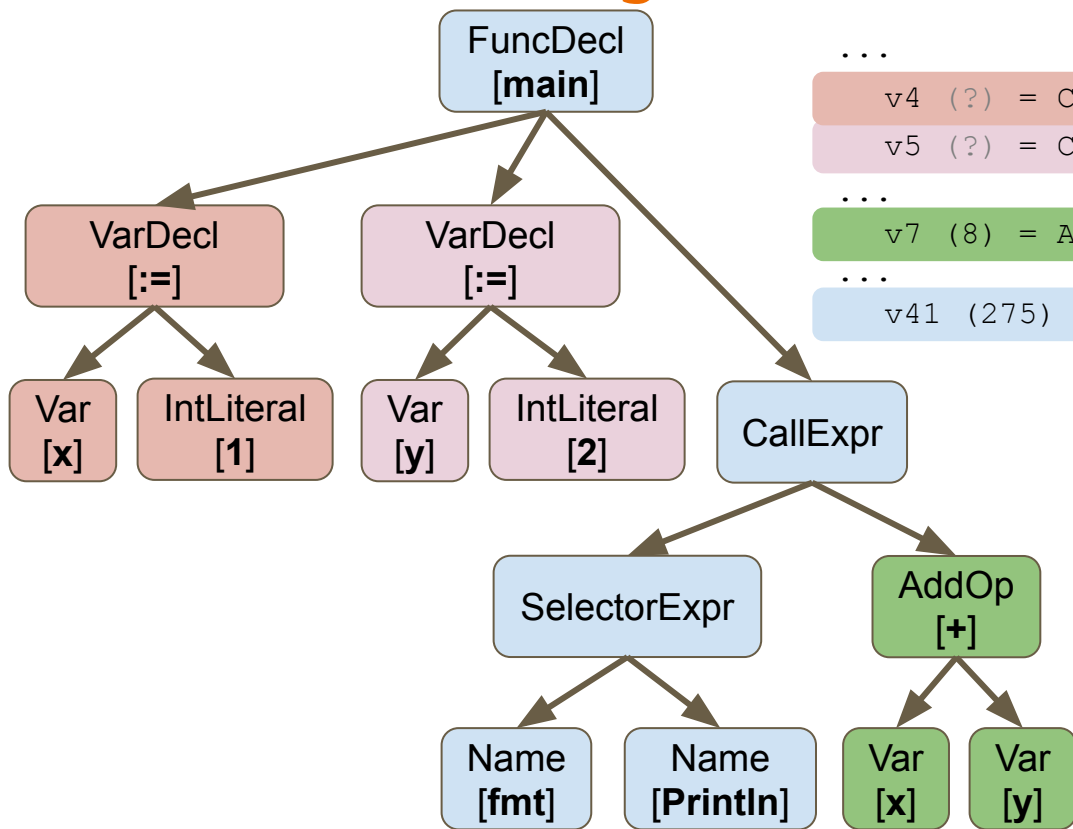 FuncDecl
[main]
...
v4 (?) = C
v5 (?) = C
...
v7 (8) = A
...
v41 (275)
VarDecl
[:=]
VarDecl
[:=]
Var
[x]
IntLiteral
[1]
Var
[y]
IntLiteral
[2]
CallExpr
SelectorExpr
AddOp
[+]
Name
[fmt]
Name
[Println]
Var
[x]
Var
[y]